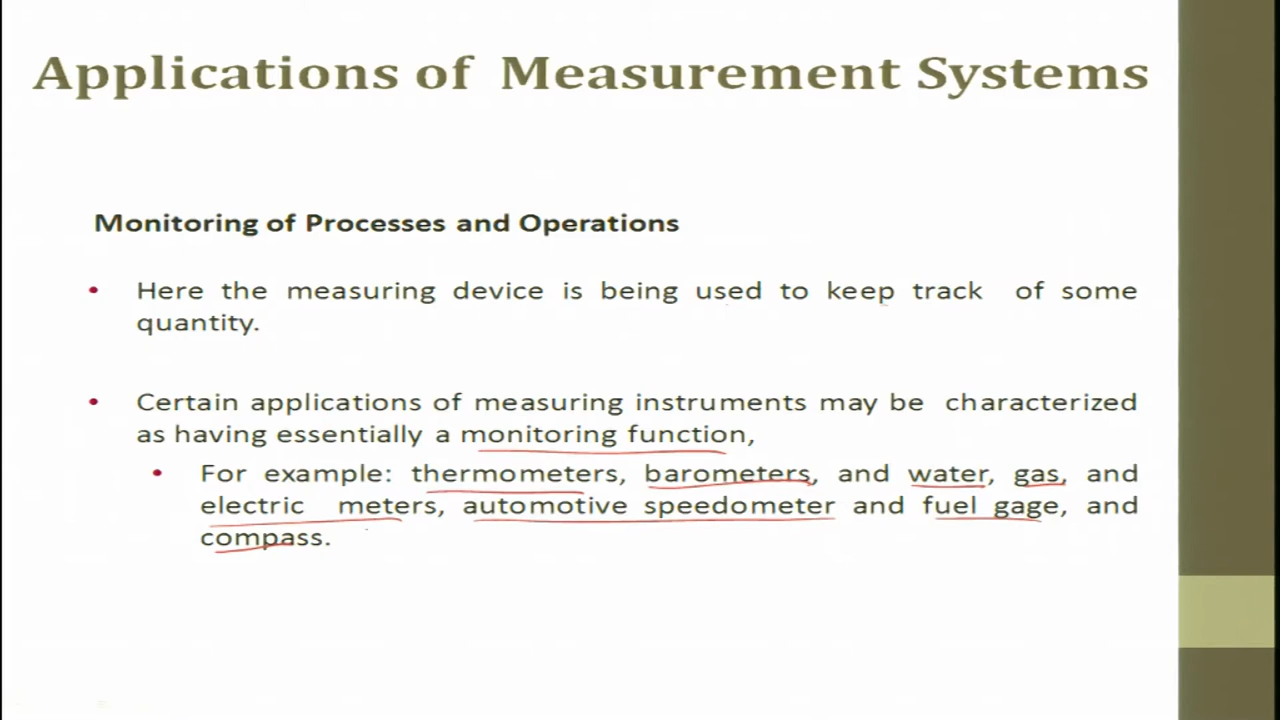 Applications of Measurement Systems
Monitoring of Processes and Operations
• Here the measuring device is being used to keep track of some
quantity.
• Certain applications of measuring instruments may be characterized
as having essentially a monitoring function,
• For example: thermometers, barometers, and water, gas, and
electric meters, automotive speedometer and fuel gage, and
compass.